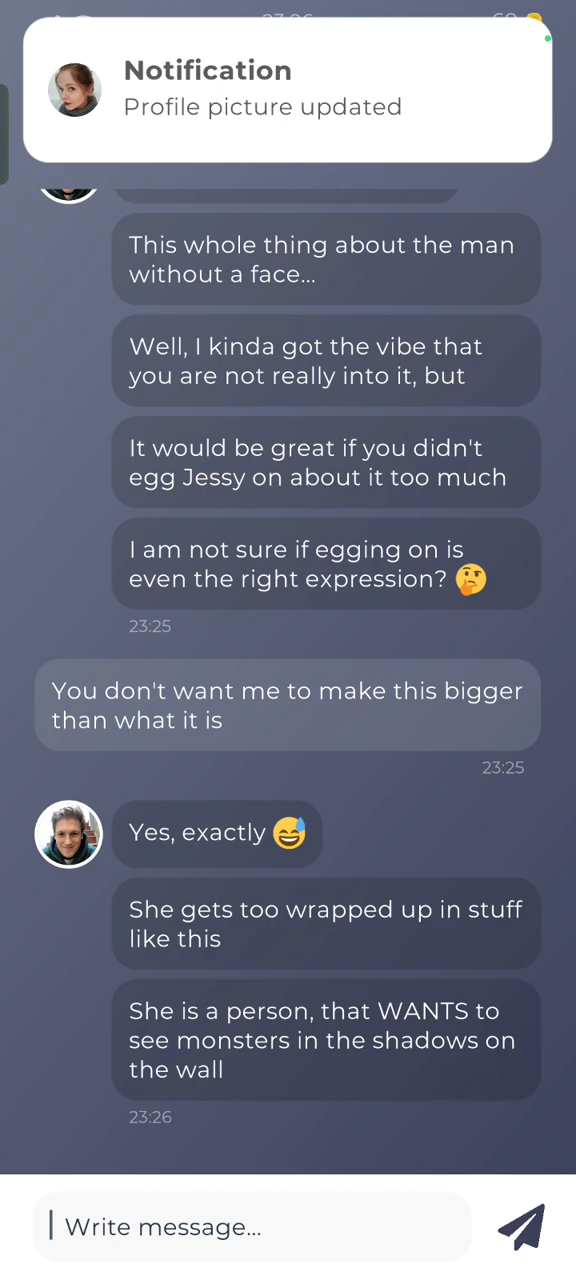 Notification
Profile picture updated
This whole thing about the man
without a face...
Well, I kinda got the vibe that
you are not really into it, but
It would be great if you didn't
egg Jessy on about it too much
I am not sure if egging on is
even the right expression? 🤔
23:25
You don't want me to make this bigger
than what it is
23:25
Yes, exactly 😅
She gets too wrapped up in stuff
like this
She is a person, that WANTS to
see monsters in the shadows on
the wall
23:26
Write message...